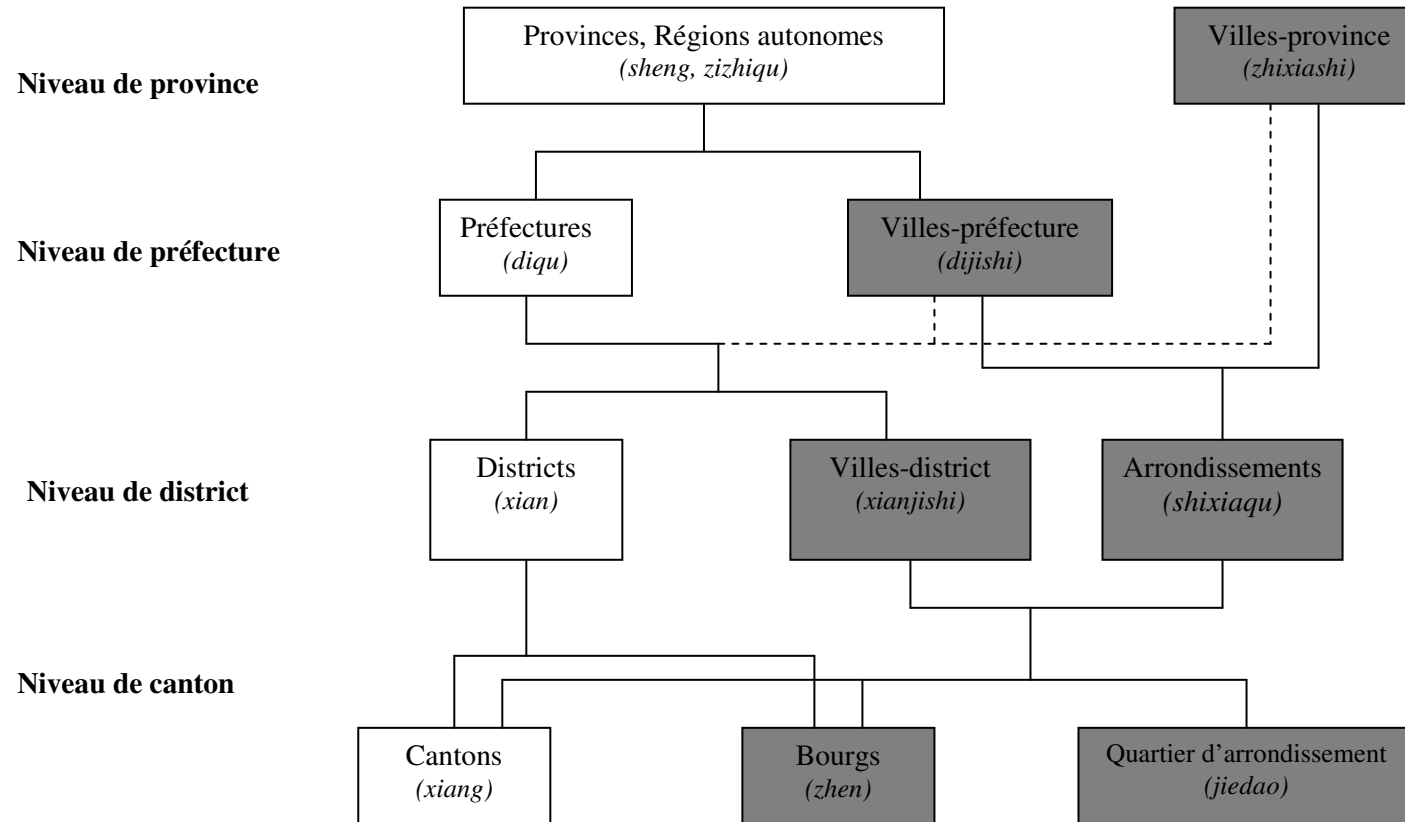 Provinces, Régions autonomes
(sheng, zizhiqu)
Villes-province
(zhixiashi)
Niveau de province
Préfectures
(diqu)
Villes-préfecture
(dijishi)
Niveau de préfecture
Districts
(xian)
Villes-district
(xianjishi)
Arrondissements
(shixiaqu)
Niveau de district
Niveau de canton
Cantons
(xiang)
Bourgs
(zhen)
Quartier d’arrondissement
(jiedao)